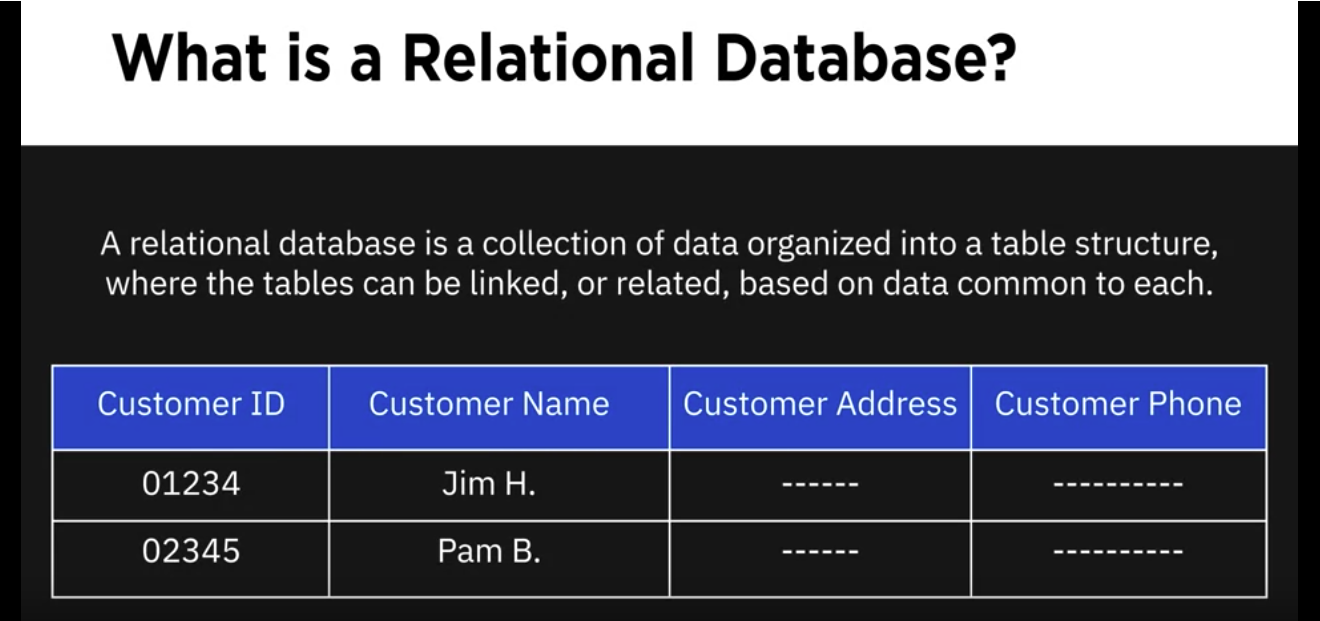 What is a Relational Database?
A relational database is a collection of data organized into a table structure,
where the tables can be linked, or related, based on data common to each.
Customer ID Customer Name Customer Address Customer Phone
01234 Jim H. ------ ----------
02345 Pam B. ------ ----------